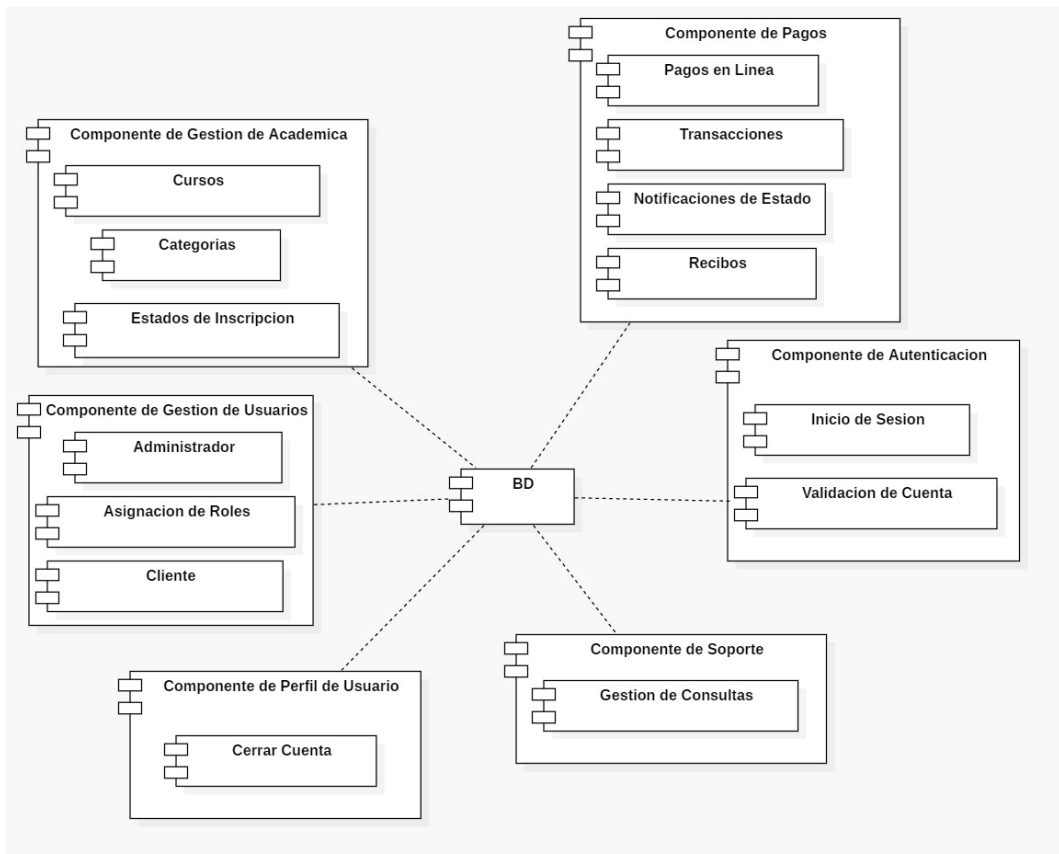 Componente de Pagos
Pagos en Linea
Transacciones
Notificaciones de Estado
Recibos
Componente de Gestion de Academica
Cursos
Categorias
Estados de Inscripcion
Componente de Autenticacion
Inicio de Sesion
Validacion de Cuenta
Componente de Gestion de Usuarios
Administrador
Asignacion de Roles
Cliente
BD
Componente de Soporte
Gestion de Consultas
Componente de Perfil de Usuario
Cerrar Cuenta